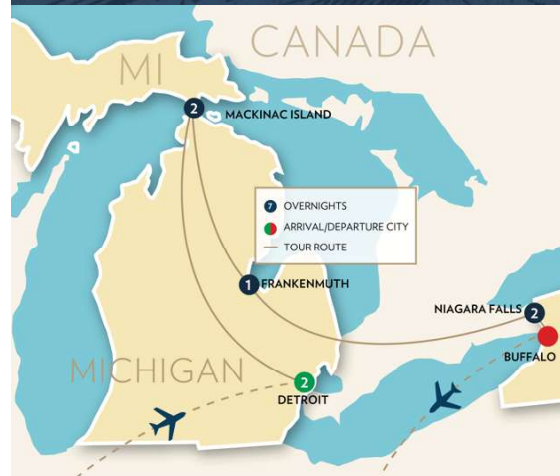 CANADA
MI
2
MACKINAC ISLAND
7 OVERNIGHTS
ARRIVAL/DEPARTURE CITY
TOUR ROUTE
1 FRANKENMUTH
NIAGARA FALLS 2
BUFFALO
MICHIGAN
2
DETROIT